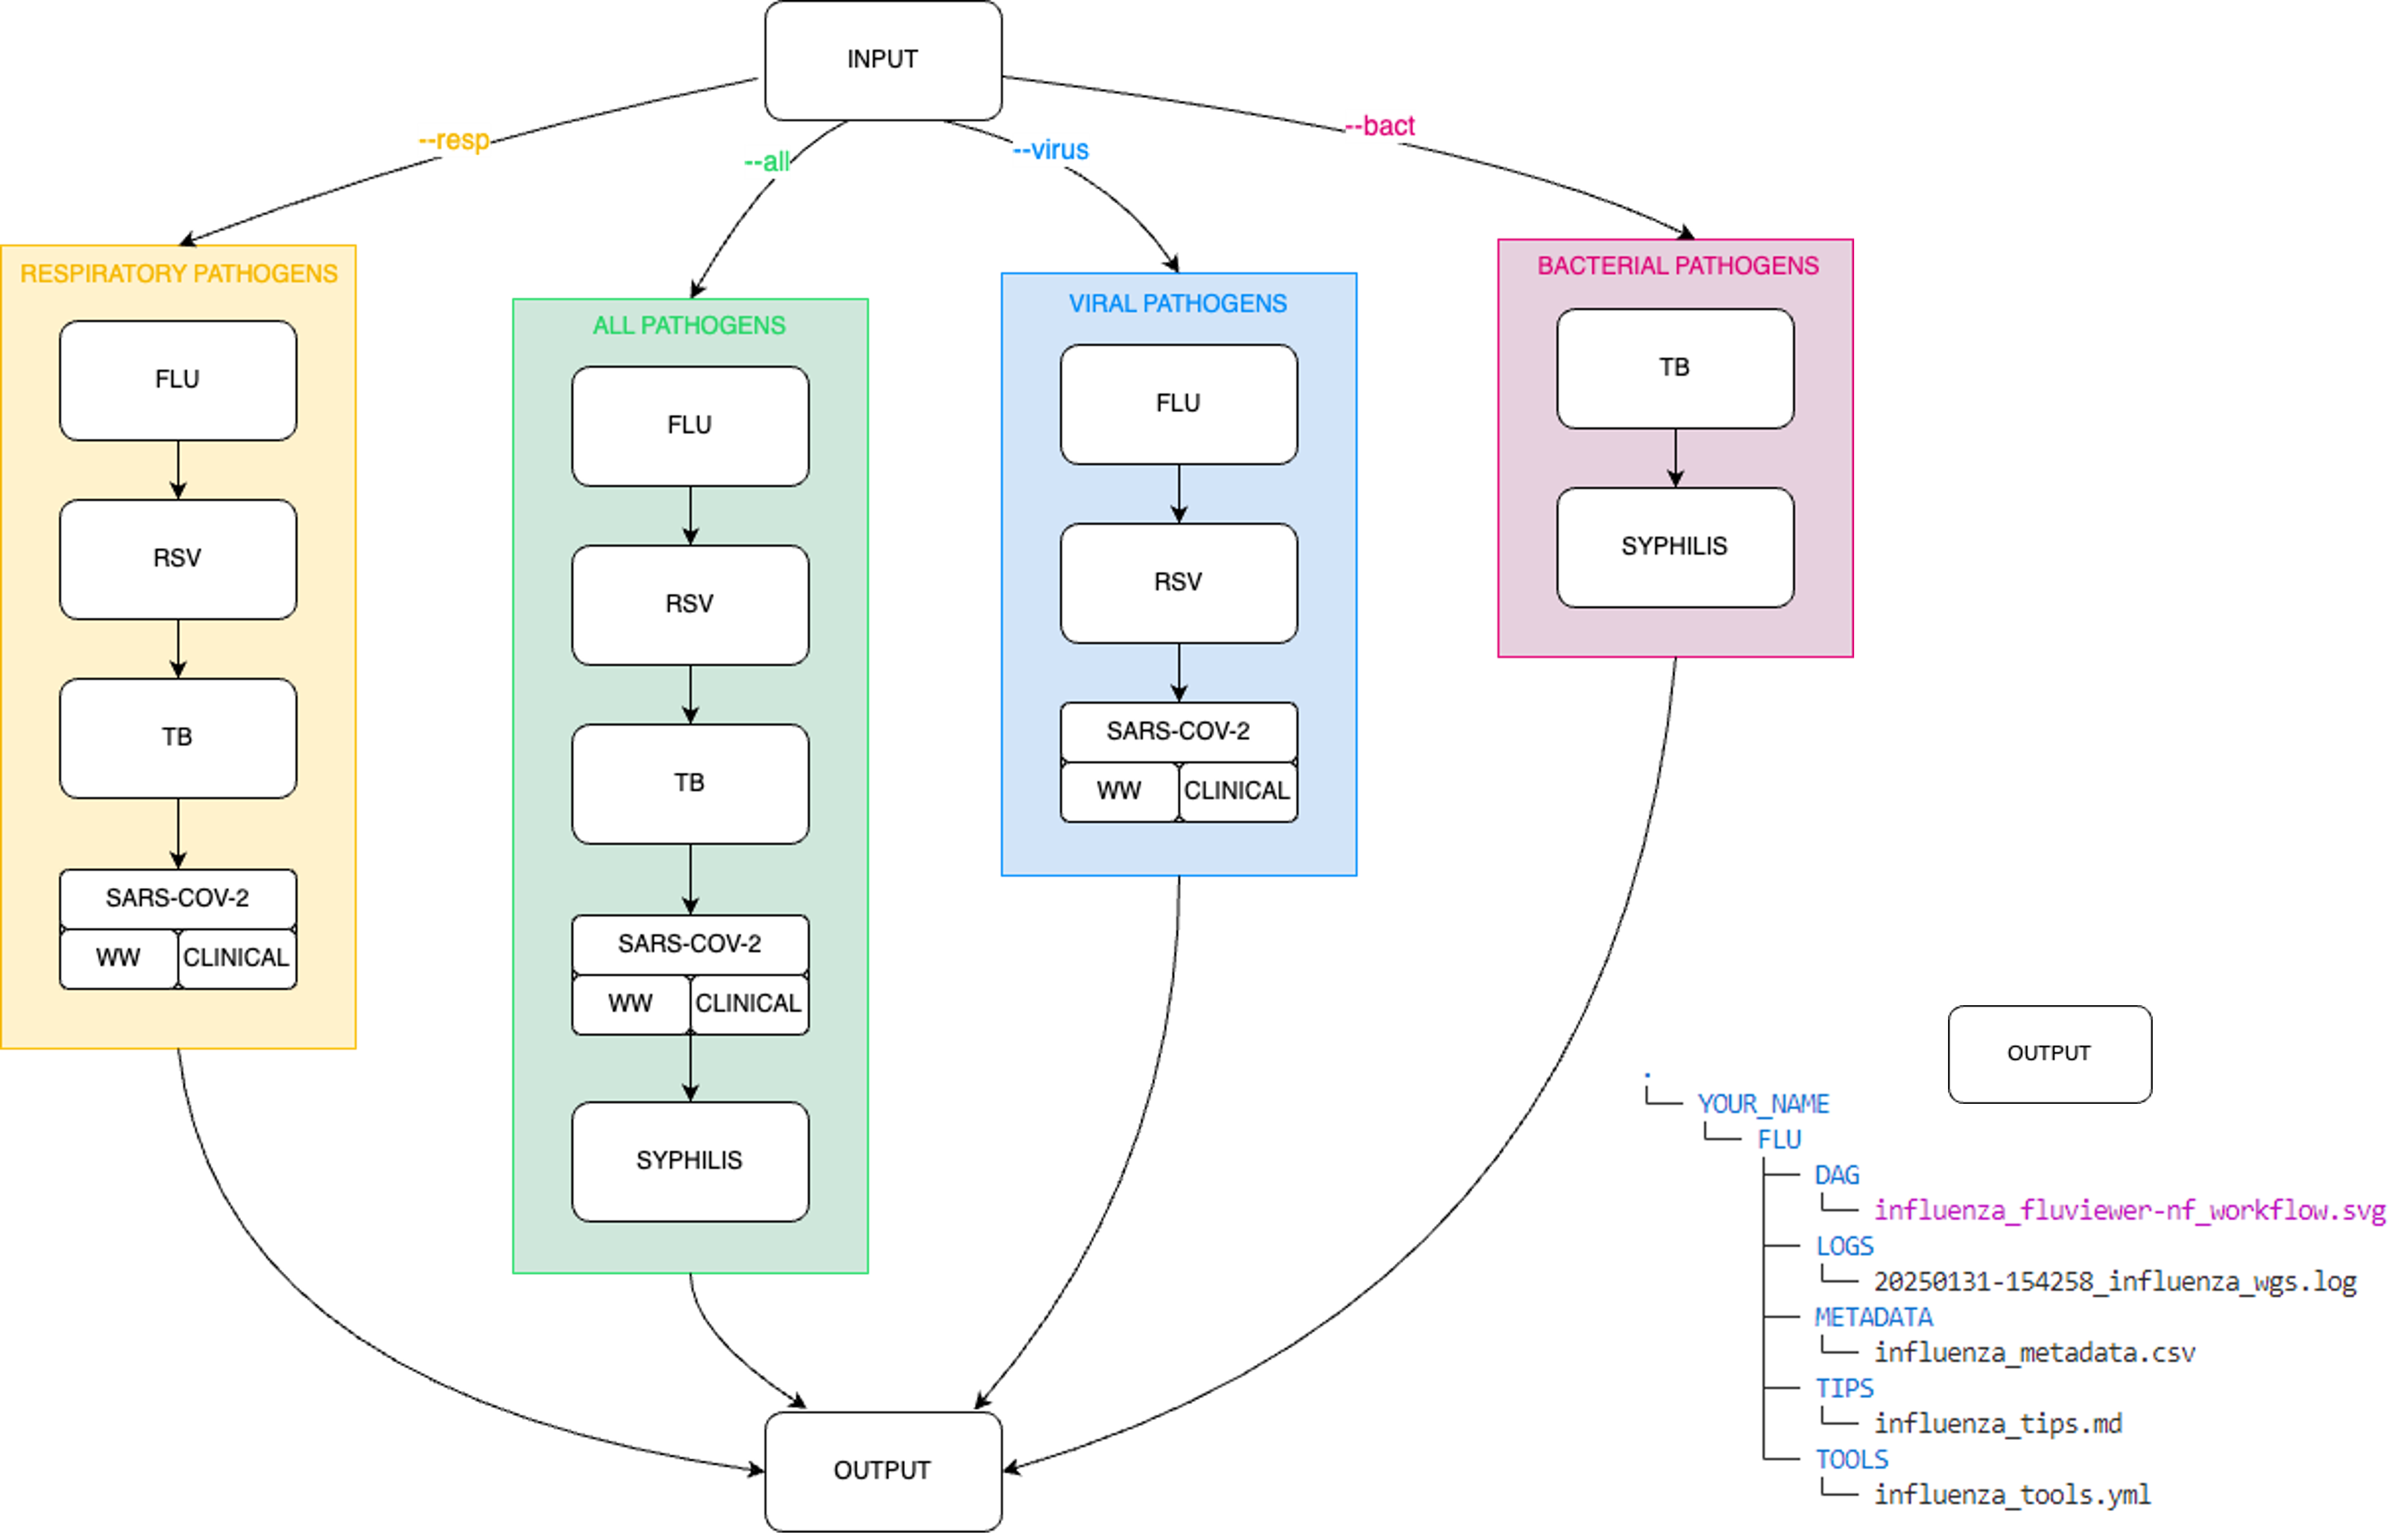 INPUT
--resp
--all
--virus
--bact
RESPIRATORY PATHOGENS
FLU
RSV
TB
SARS-COV-2
WW
CLINICAL
ALL PATHOGENS
FLU
RSV
TB
SARS-COV-2
WW
CLINICAL
SYPHILIS
VIRAL PATHOGENS
FLU
RSV
SARS-COV-2
WW
CLINICAL
BACTERIAL PATHOGENS
TB
SYPHILIS
OUTPUT
OUTPUT
.
YOUR_NAME
FLU
DAG
influenza_fluviewer-nf_workflow.svg
LOGS
20250131-154258_influenza_wgs.log
METADATA
influenza_metadata.csv
TIPS
influenza_tips.md
TOOLS
influenza_tools.yml